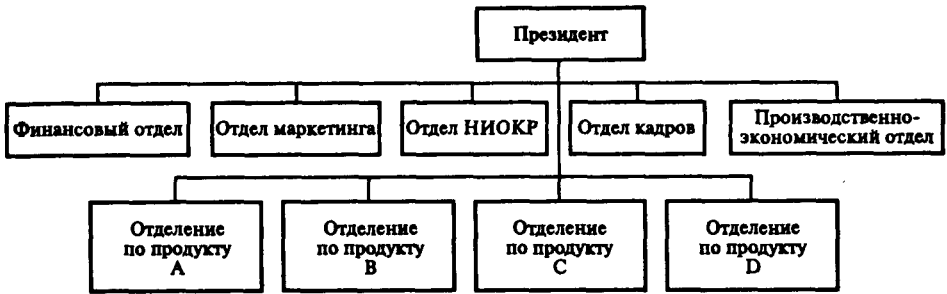 Президент
Финансовый отдел
Отдел маркетинга
Отдел НИОКР
Отдел кадров
Производственно-
экономический отдел
Отделение
по продукту
A
Отделение
по продукту
B
Отделение
по продукту
C
Отделение
по продукту
D